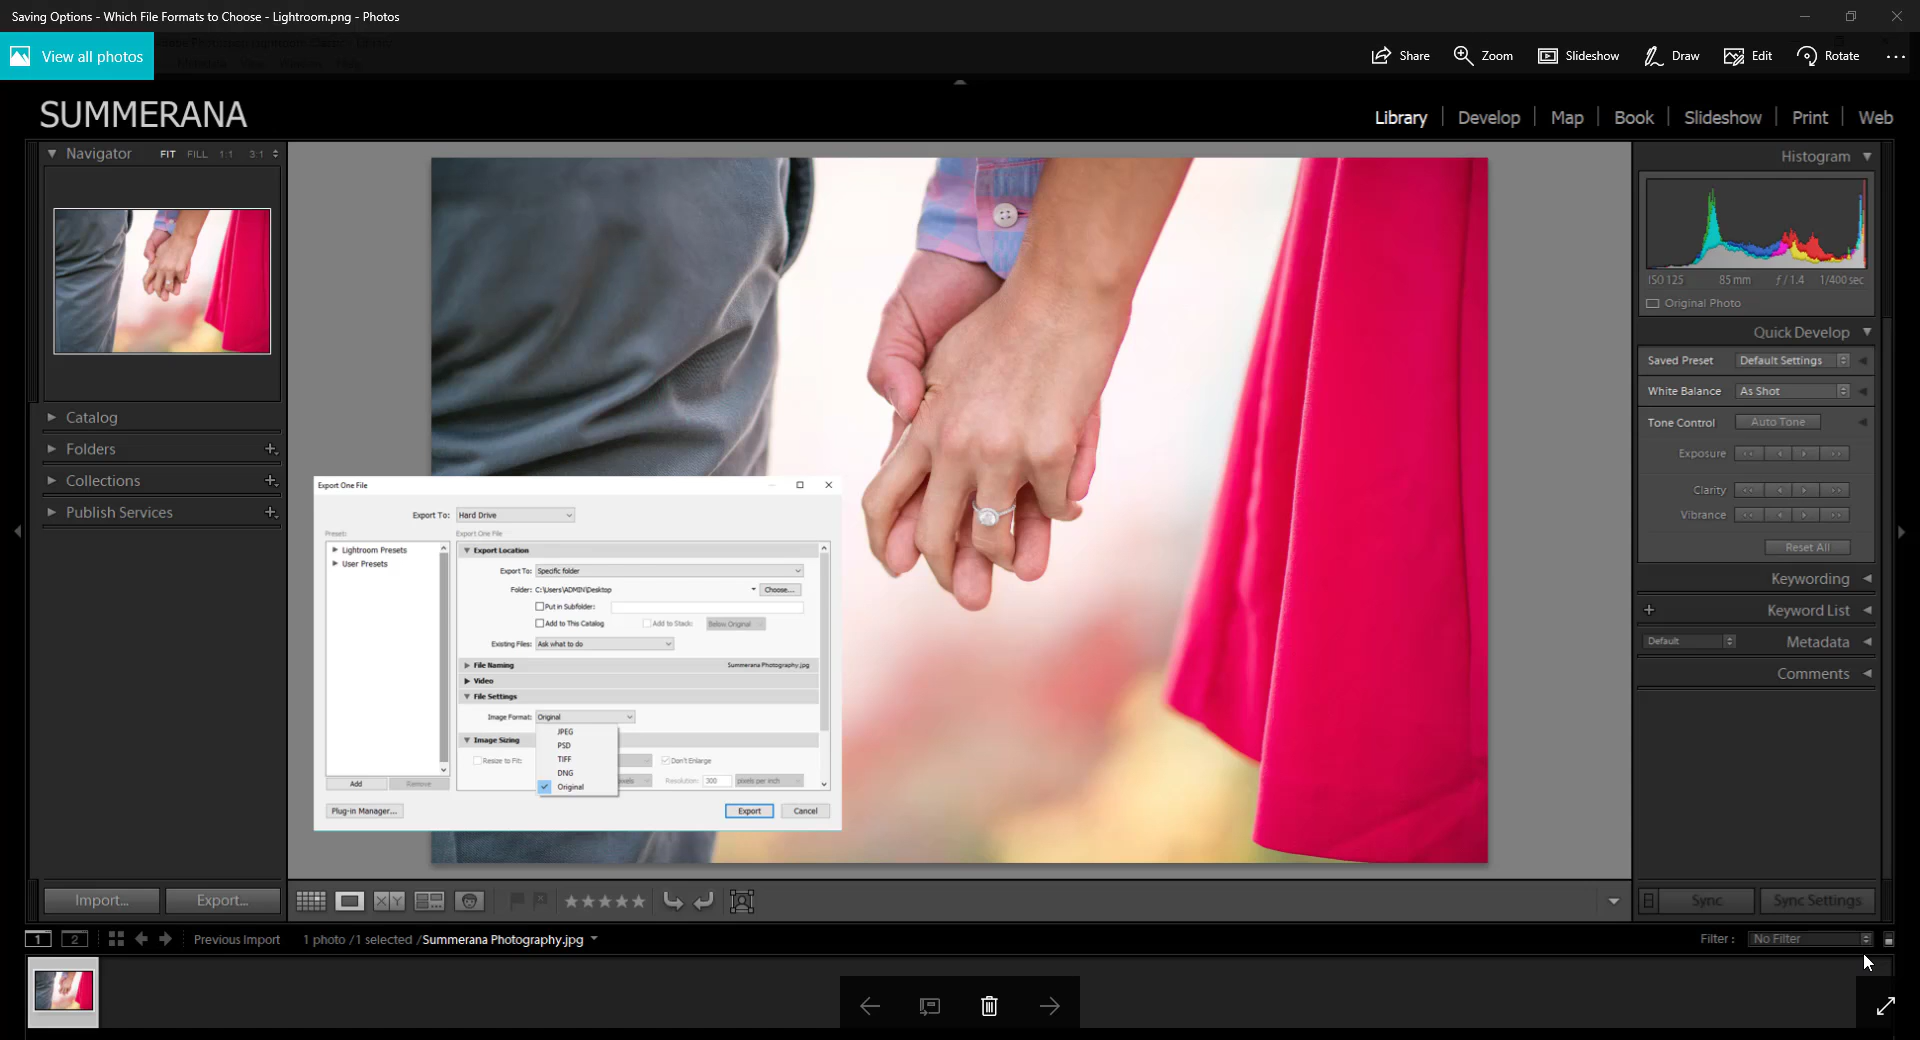 Saving Options - Which File Formats to Choose - Lightroom.png - Photos
View all photos
Share
Zoom
Slideshow
Draw
Edit
Rotate
SUMMERANA
Library | Develop | Map | Book | Slideshow | Print | Web
Navigator FIT FILL 1:1 3:1
Catalog
Folders
Collections
Publish Services
Histogram
ISO 125 85 mm ƒ / 1.4 1/400 sec
Original Photo
Quick Develop
Saved Preset Default Settings
White Balance As Shot
Tone Control Auto Tone
Exposure
Clarity
Vibrance
Reset All
Keywording
Keyword List
Default Metadata
Comments
Export One File
Export To: Hard Drive
Preset: Export One File
Lightroom Presets
User Presets
Export Location
Export To: Specific folder
Folder: C:\Users\ADMIN\Desktop Choose...
Put in Subfolder:
Add to This Catalog Add to Stack: Below Original
Existing Files: Ask what to do
File Naming Summerana Photography.jpg
Video
File Settings
Image Format: Original
JPEG
PSD
TIFF
DNG
Original
Image Sizing
Resize to Fit: Don't Enlarge
Resolution: 300 pixels per inch
Add Remove
Plug-in Manager... Export Cancel
Import... Export...
XY
Sync Sync Settings
1 2 Previous Import 1 photo / 1 selected / Summerana Photography.jpg
Filter : No Filter